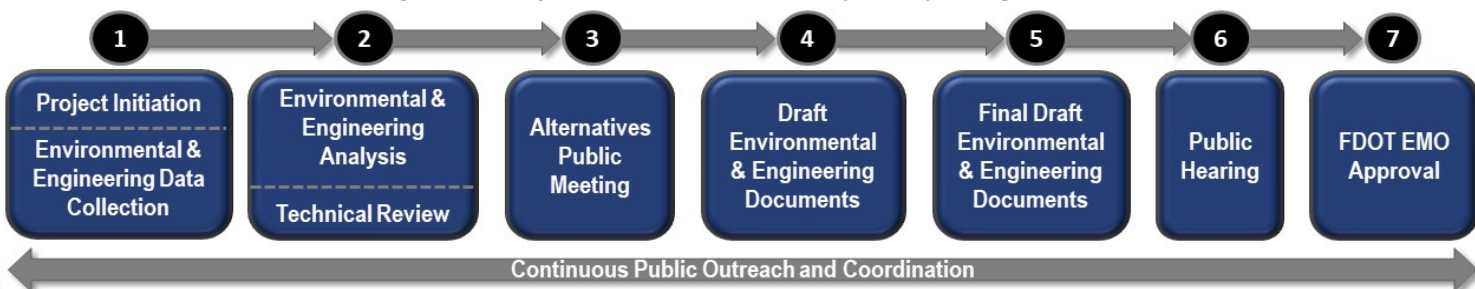 1
2
3
4
5
6
7
Project Initiation
Environmental &
Engineering Data
Collection
Environmental &
Engineering
Analysis
Technical Review
Alternatives
Public
Meeting
Draft
Environmental
& Engineering
Documents
Final Draft
Environmental
& Engineering
Documents
Public
Hearing
FDOT EMO
Approval
Continuous Public Outreach and Coordination